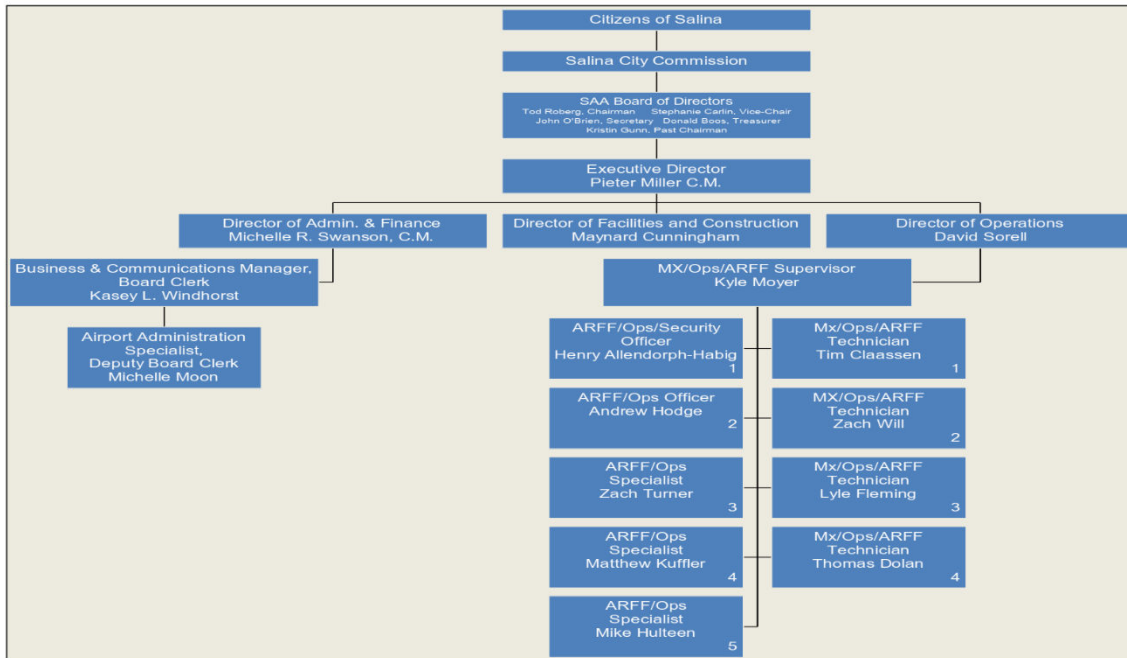 Citizens of Salina
Salina City Commission
SAA Board of Directors
Tod Roberg, Chairman Stephanie Carlin, Vice-Chair
John O'Brien, Secretary Donald Boos, Treasurer
Kristin Gunn, Past Chairman
Executive Director
Pieter Miller C.M.
Director of Admin. & Finance
Michelle R. Swanson, C.M.
Director of Facilities and Construction
Maynard Cunningham
Director of Operations
David Sorell
Business & Communications Manager,
Board Clerk
Kasey L. Windhorst
MX/Ops/ARFF Supervisor
Kyle Moyer
Airport Administration
Specialist,
Deputy Board Clerk
Michelle Moon
ARFF/Ops/Security
Officer
Henry Allendorph-Habig
1
Mx/Ops/ARFF
Technician
Tim Claassen
1
ARFF/Ops Officer
Andrew Hodge
2
MX/Ops/ARFF
Technician
Zach Will
2
ARFF/Ops
Specialist
Zach Turner
3
Mx/Ops/ARFF
Technician
Lyle Fleming
3
ARFF/Ops
Specialist
Matthew Kuffler
4
Mx/Ops/ARFF
Technician
Thomas Dolan
4
ARFF/Ops
Specialist
Mike Hulteen
5